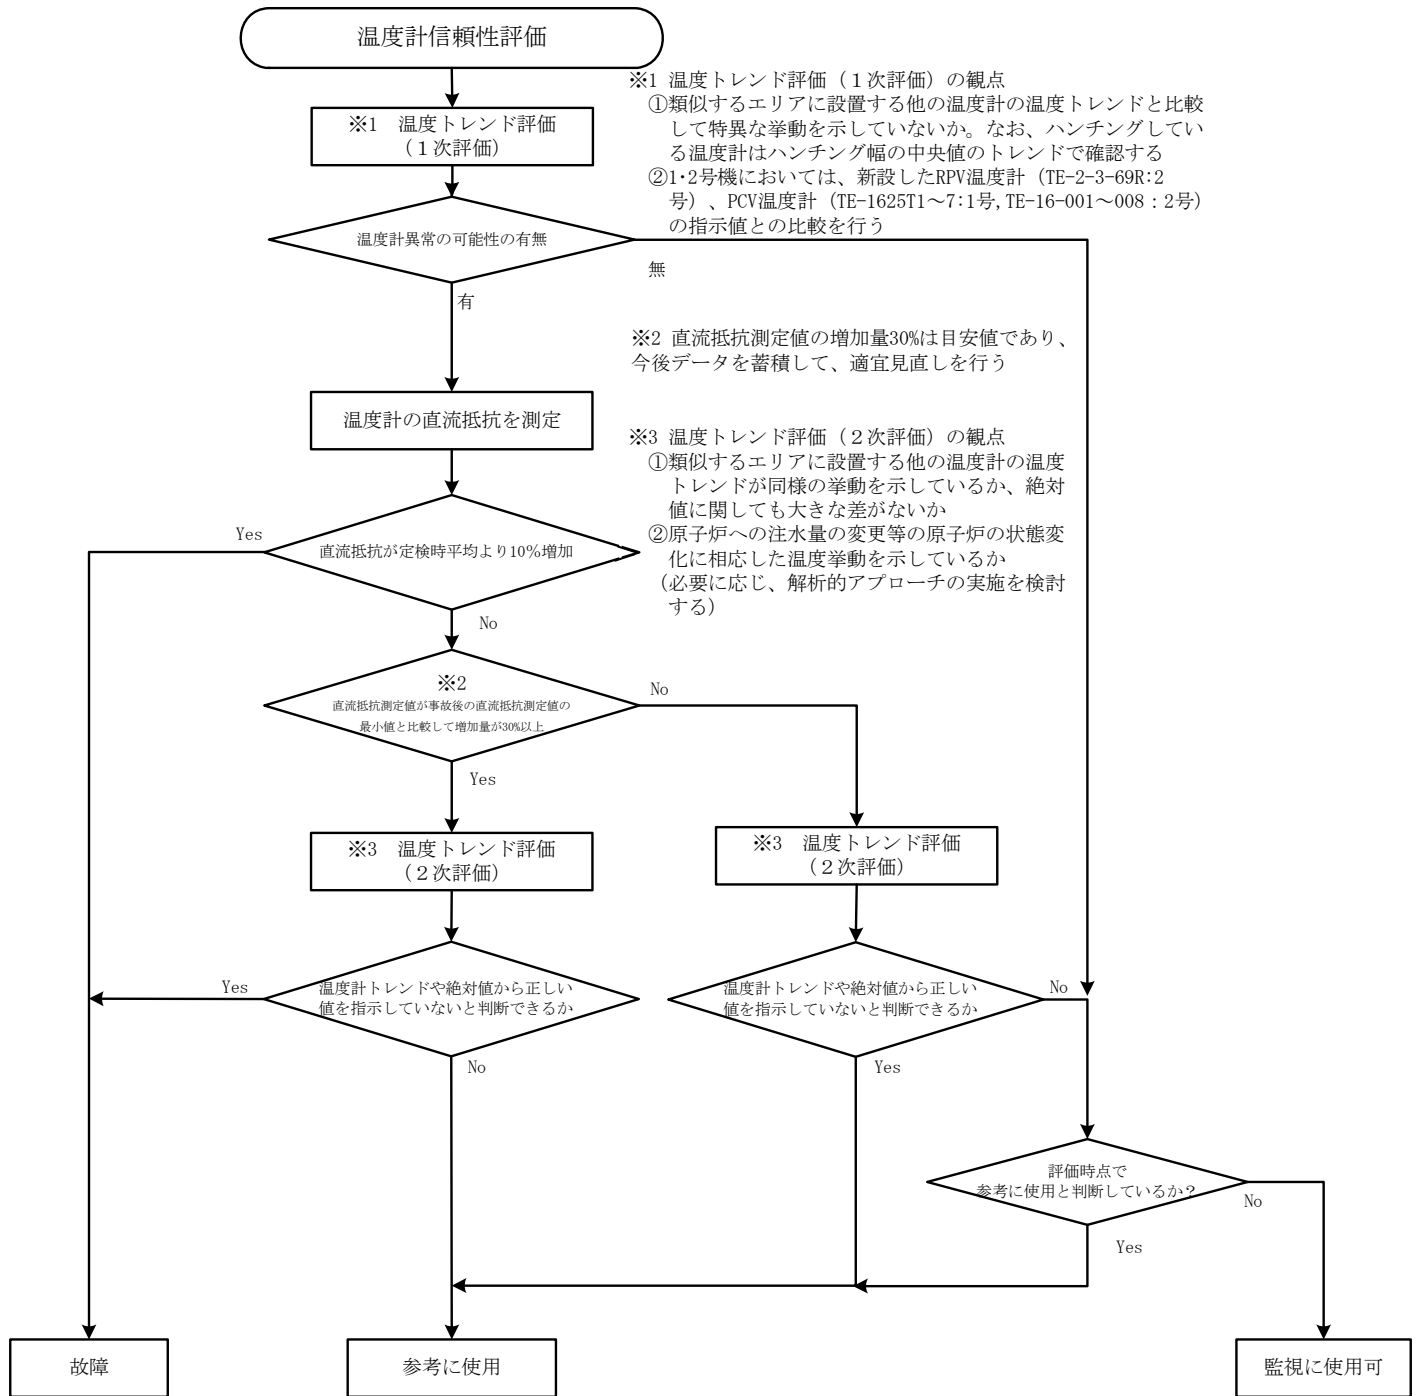 温度計信頼性評価
※1　温度トレンド評価
（１次評価）
※1 温度トレンド評価（１次評価）の観点
①類似するエリアに設置する他の温度計の温度トレンドと比較
して特異な挙動を示していないか。なお、ハンチングしてい
る温度計はハンチング幅の中央値のトレンドで確認する
②1･2号機においては、新設したRPV温度計（TE-2-3-69R:2
号）、PCV温度計（TE-1625T1～7:1号,TE-16-001～008：2号）
の指示値との比較を行う
温度計異常の可能性の有無
無
有
※2 直流抵抗測定値の増加量30%は目安値であり、
今後データを蓄積して、適宜見直しを行う
温度計の直流抵抗を測定
※3 温度トレンド評価（２次評価）の観点
①類似するエリアに設置する他の温度計の温度
トレンドが同様の挙動を示しているか、絶対
値に関しても大きな差がないか
②原子炉への注水量の変更等の原子炉の状態変
化に相応した温度挙動を示しているか
（必要に応じ、解析的アプローチの実施を検討
する）
Yes
直流抵抗が定検時平均より10％増加
No
※2
直流抵抗測定値が事故後の直流抵抗測定値の
最小値と比較して増加量が30%以上
No
Yes
※3　温度トレンド評価
（２次評価）
※3　温度トレンド評価
（２次評価）
Yes
温度計トレンドや絶対値から正しい
値を指示していないと判断できるか
No
温度計トレンドや絶対値から正しい
値を指示していないと判断できるか
No
Yes
評価時点で
参考に使用と判断しているか？
No
Yes
故障
参考に使用
監視に使用可